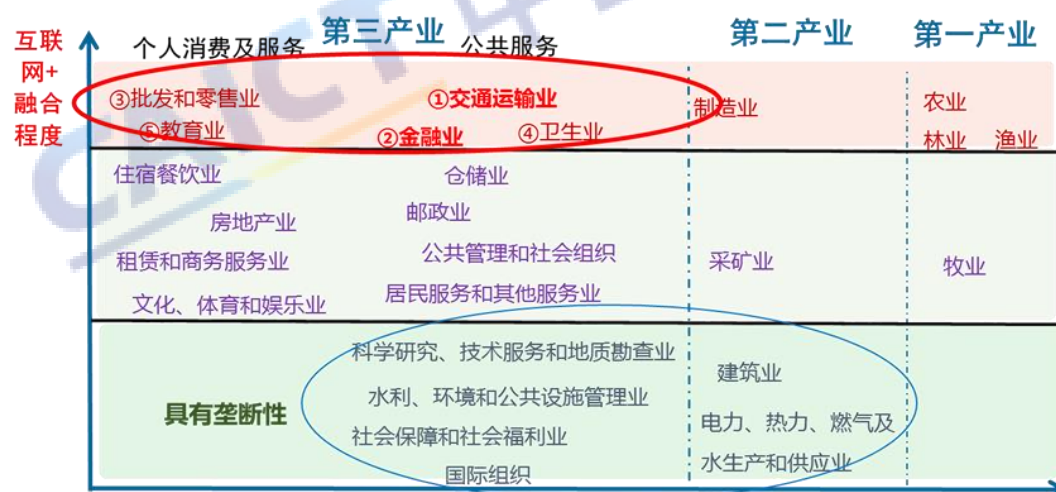 互联
网+
融合
程度
个人消费及服务
第三产业
公共服务
第二产业
第一产业
③批发和零售业
①交通运输业
制造业
农业
⑤教育业
②金融业
④卫生业
林业
渔业
住宿餐饮业
仓储业
房地产业
邮政业
租赁和商务服务业
公共管理和社会组织
采矿业
牧业
文化、体育和娱乐业
居民服务和其他服务业
科学研究、技术服务和地质勘查业
建筑业
水利、环境和公共设施管理业
具有垄断性
电力、热力、燃气及
社会保障和社会福利业
水生产和供应业
国际组织
CAICT